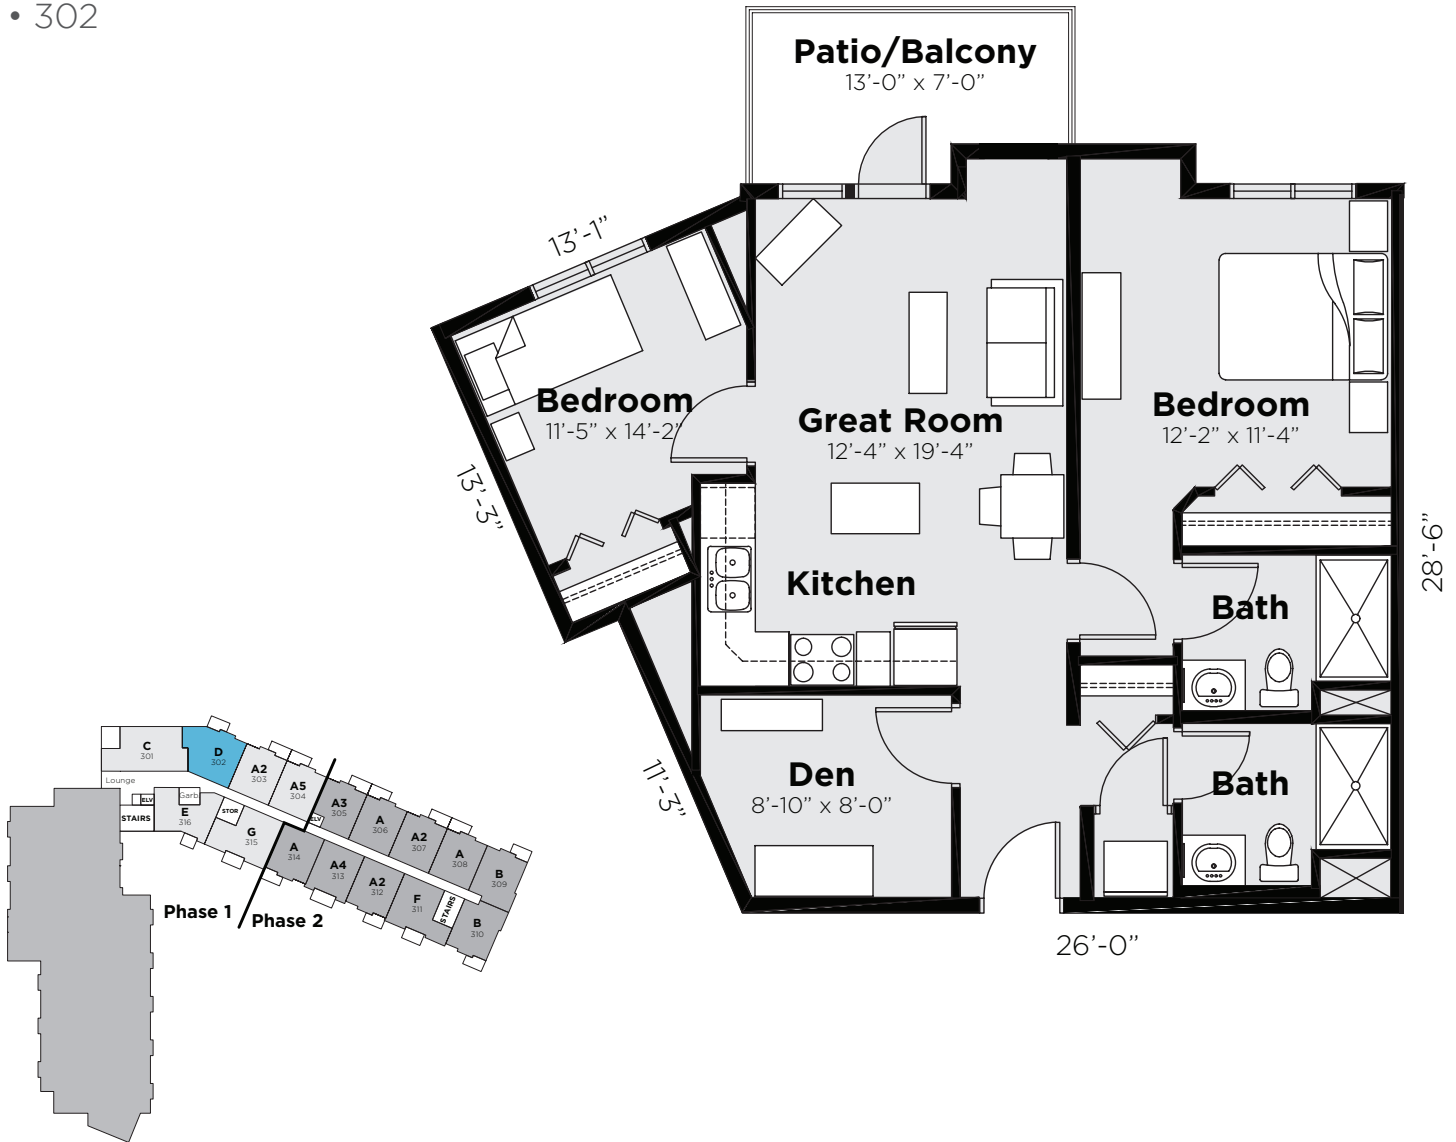 • 302
Patio/Balcony
13’-0” x 7’-0”
13’-1”
Bedroom
11’-5” x 14’-2”
Great Room
12’-4” x 19’-4”
Bedroom
12’-2” x 11’-4”
13’-3”
28’-6”
Kitchen
Bath
11’-3”
Den
8’-10” x 8’-0”
Bath
26’-0”
C
301
D
302
A2
303
A5
304
A3
305
A
306
A2
307
A
308
B
309
Lounge
ELV
Garb
STAIRS
E
316
STOR
G
315
ELV
A
314
A4
313
A2
312
F
311
STAIRS
B
310
Phase 1
Phase 2